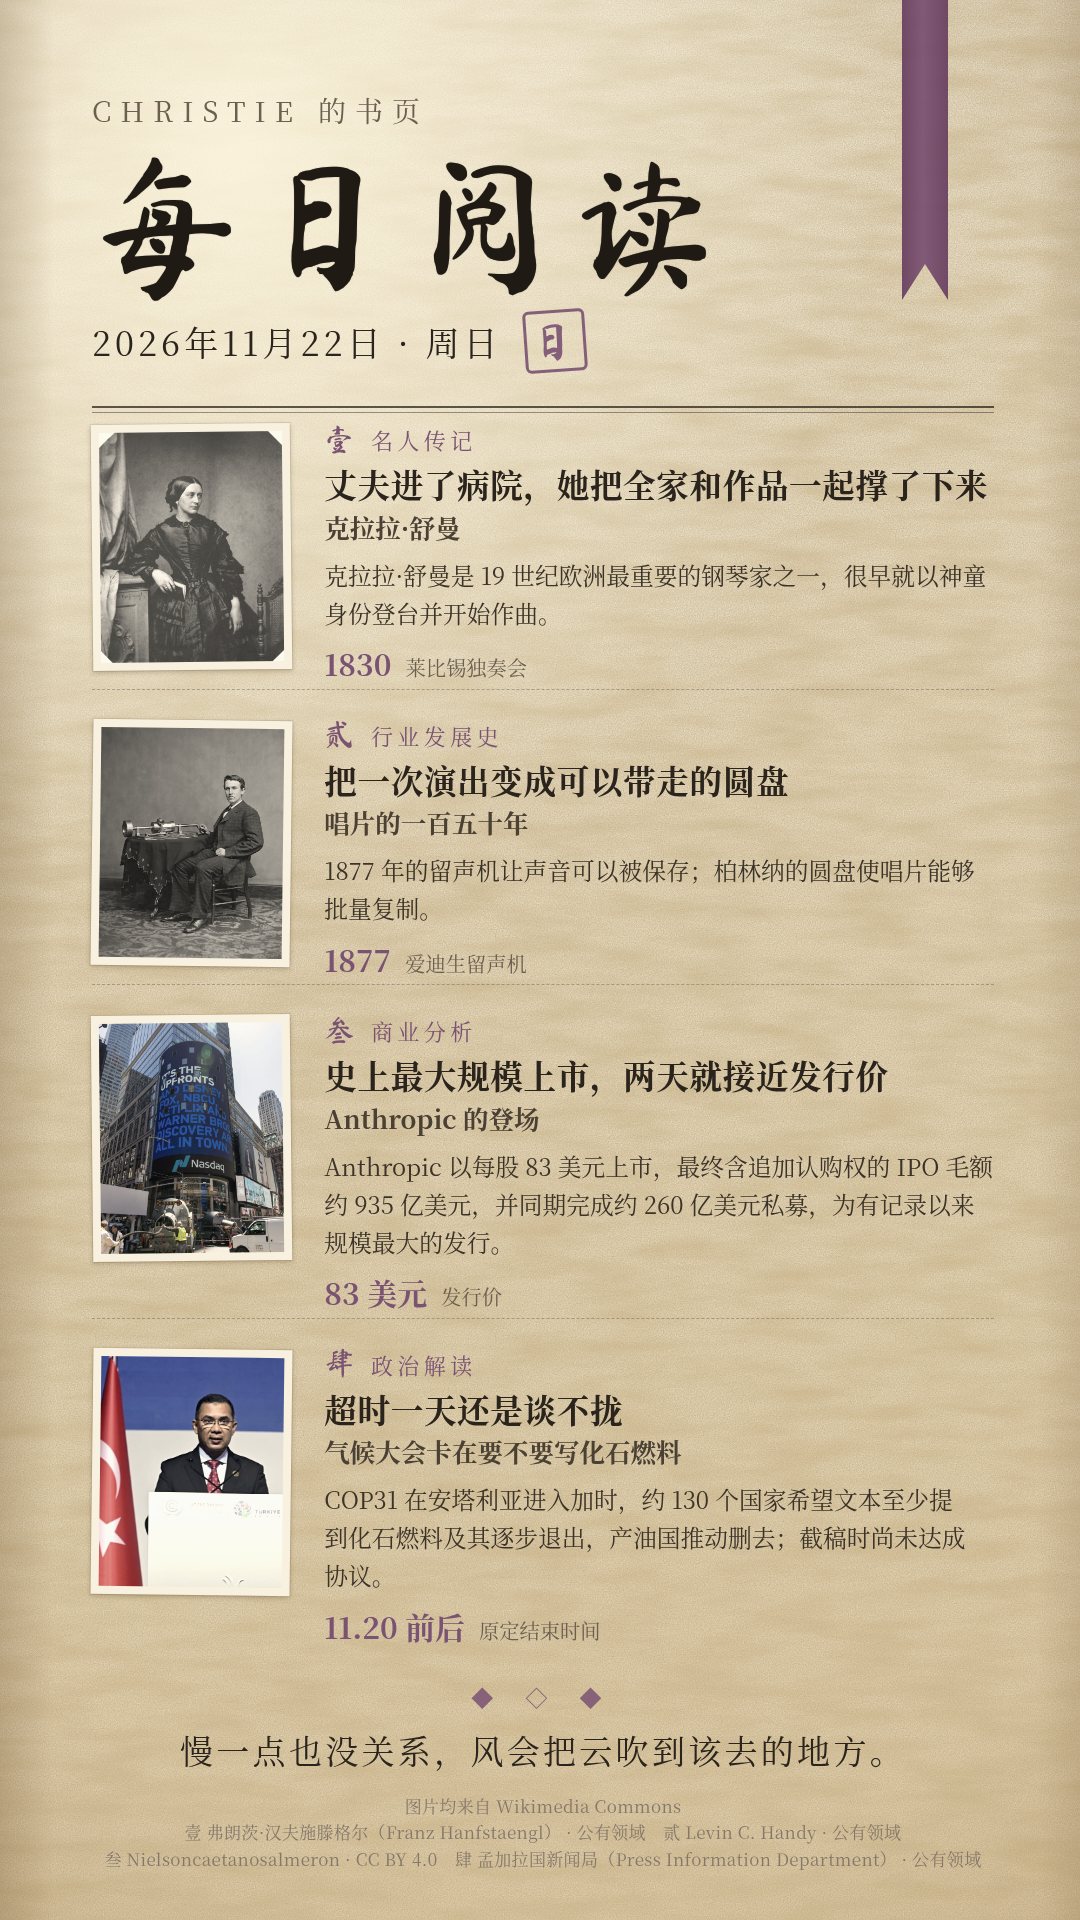 CHRISTIE 的书页
每日阅读
2026年11月22日 · 周日 日
壹 名人传记
丈夫进了病院，她把全家和作品一起撑了下来
克拉拉·舒曼
克拉拉·舒曼是 19 世纪欧洲最重要的钢琴家之一，很早就以神童
身份登台并开始作曲。
1830 莱比锡独奏会
贰 行业发展史
把一次演出变成可以带走的圆盘
唱片的一百五十年
1877 年的留声机让声音可以被保存；柏林纳的圆盘使唱片能够
批量复制。
1877 爱迪生留声机
IT'S THE
UPFRONTS
FOX, NBCU,
WARNER BROS
DISCOVERY A
ALL IN TOWN.
Nasdaq
叁 商业分析
史上最大规模上市，两天就接近发行价
Anthropic 的登场
Anthropic 以每股 83 美元上市，最终含追加认购权的 IPO 毛额
约 935 亿美元，并同期完成约 260 亿美元私募，为有记录以来
规模最大的发行。
83 美元 发行价
TÜRKİYE
肆 政治解读
超时一天还是谈不拢
气候大会卡在要不要写化石燃料
COP31 在安塔利亚进入加时，约 130 个国家希望文本至少提
到化石燃料及其逐步退出，产油国推动删去；截稿时尚未达成
协议。
11.20 前后 原定结束时间
慢一点也没关系，风会把云吹到该去的地方。
图片均来自 Wikimedia Commons
壹 弗朗茨·汉夫施滕格尔（Franz Hanfstaengl） · 公有领域 贰 Levin C. Handy · 公有领域
叁 Nielsoncaetanosalmeron · CC BY 4.0 肆 孟加拉国新闻局（Press Information Department） · 公有领域